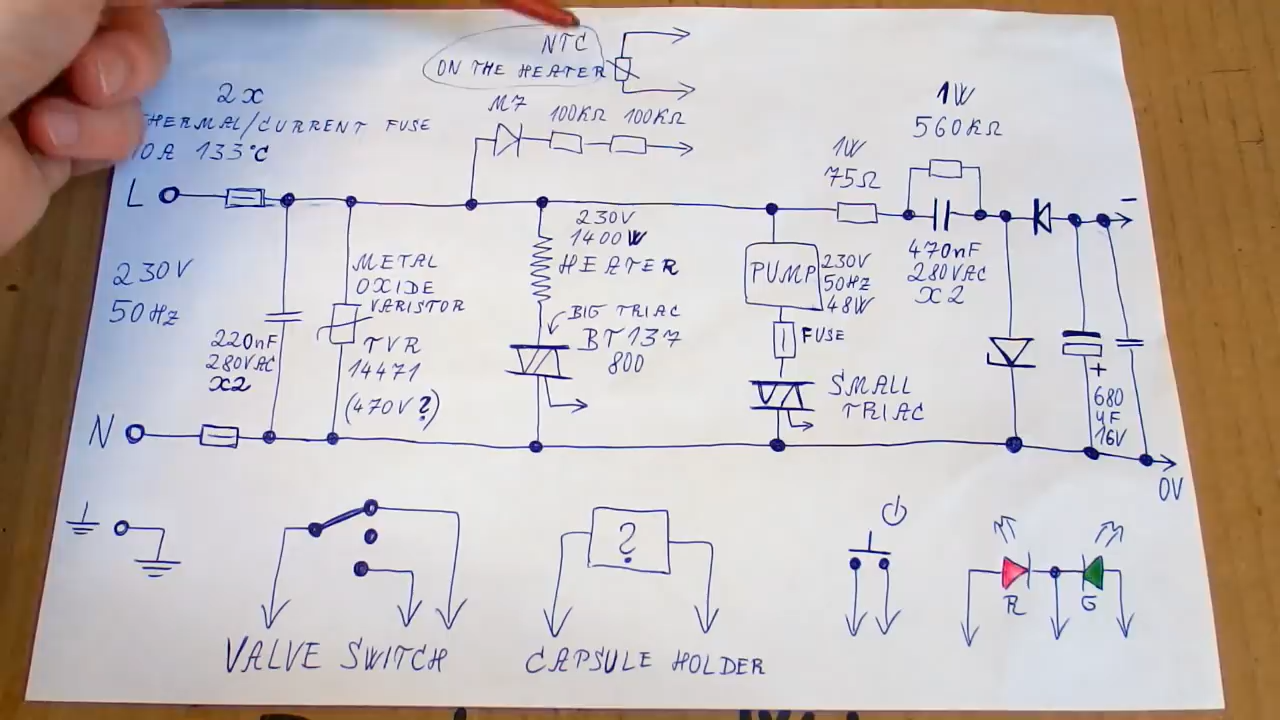 NTC
ON THE HEATER
2x
THERMAL/CURRENT FUSE
10A 133°C
M7
100KΩ
100KΩ
1W
560KΩ
1W
75Ω
L
230V
50Hz
220nF
280VAC
X2
METAL
OXIDE
VARISTOR
TVR
14471
(470V?)
230V
1400W
HEATER
BIG TRIAC
BT137
800
PUMP
230V
50Hz
48W
FUSE
SMALL
TRIAC
470nF
280VAC
X2
-
+
680
µF
16V
N
0V
?
R
G
VALVE SWITCH
CAPSULE HOLDER